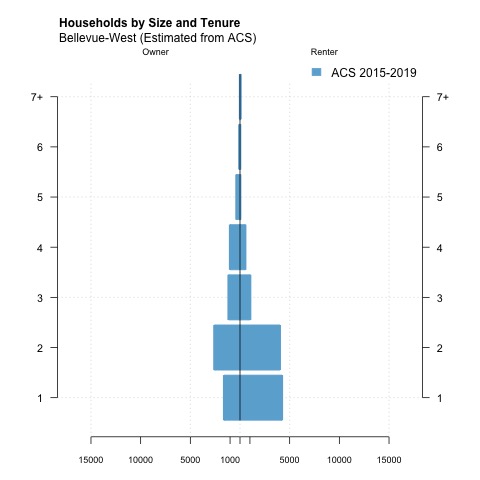 Households by Size and Tenure
Bellevue-West (Estimated from ACS)
Owner Renter
ACS 2015-2019
7+ 7+
6 6
5 5
4 4
3 3
2 2
1 1
15000 10000 5000 1000 5000 10000 15000